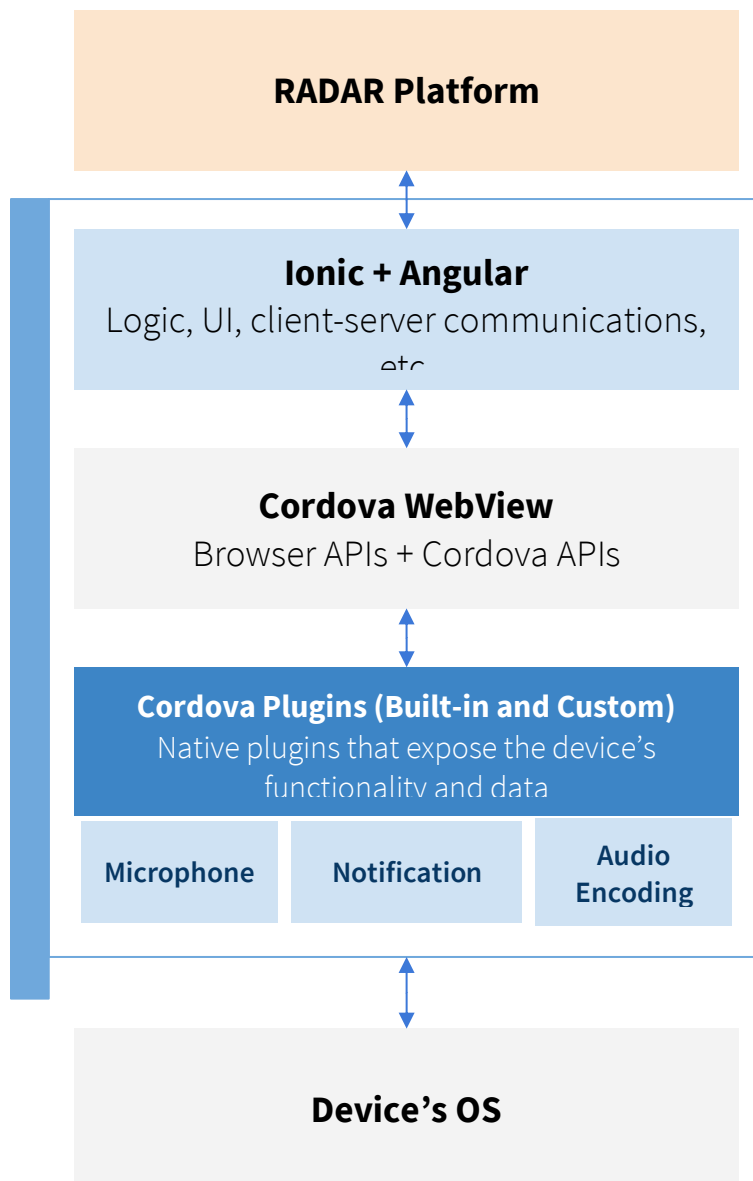 RADAR Platform
Ionic + Angular
Logic, UI, client-server communications,
etc
Cordova WebView
Browser APIs + Cordova APIs
Cordova Plugins (Built-in and Custom)
Native plugins that expose the device’s
functionality and data
Microphone
Notification
Audio
Encoding
Device’s OS